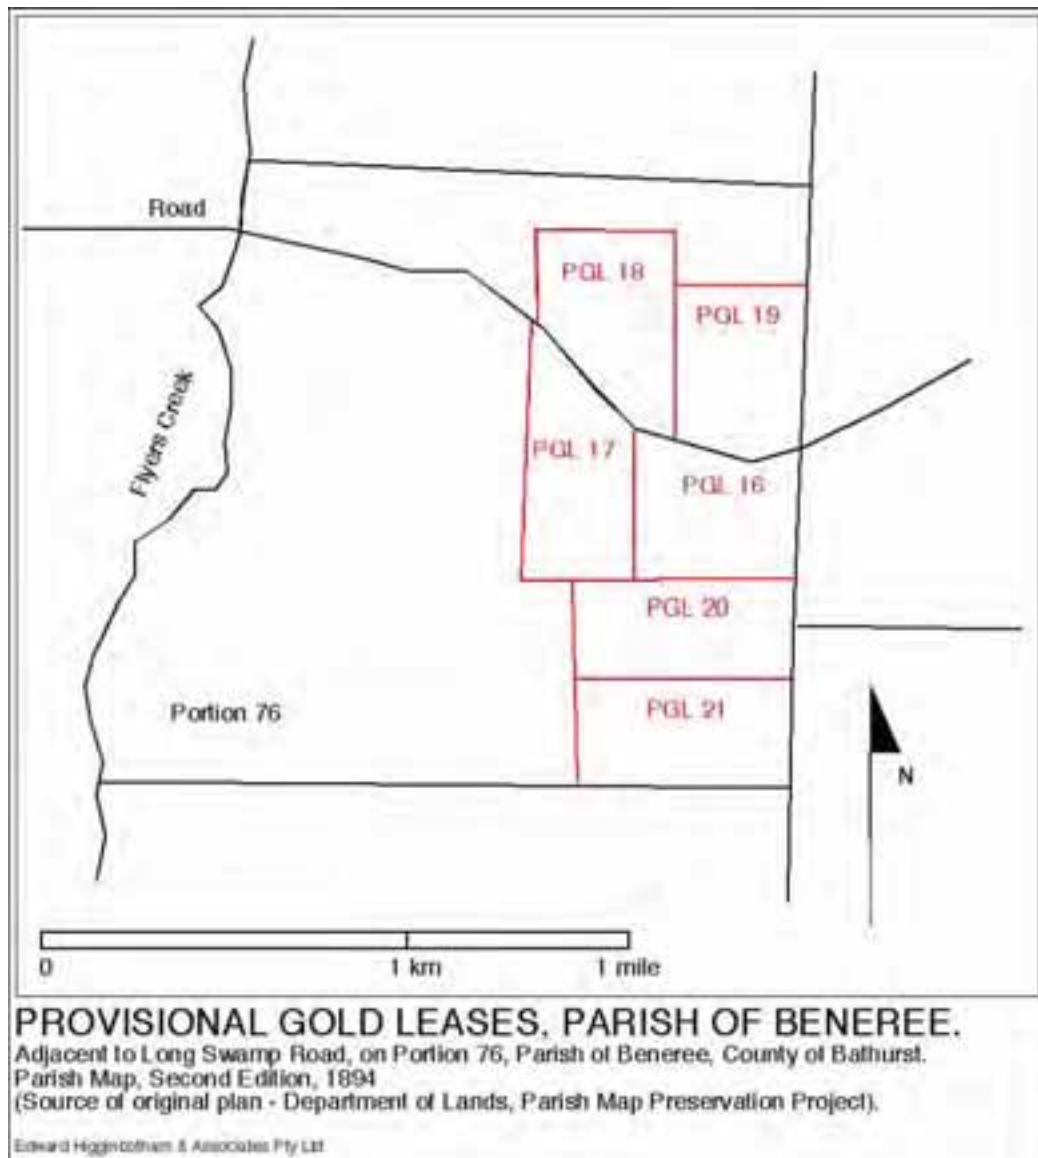 Road
PGL 18
PGL 19
Flyers Creek
PGL 17
PGL 16
PGL 20
Portion 76
PGL 21
N
0 1 km 1 mile
PROVISIONAL GOLD LEASES, PARISH OF BENEREE.
Adjacent to Long Swamp Road, on Portion 76, Parish of Beneree, County of Bathurst.
Parish Map, Second Edition, 1894
(Source of original plan - Department of Lands, Parish Map Preservation Project).
Edward Higginbotham & Associates Pty Ltd